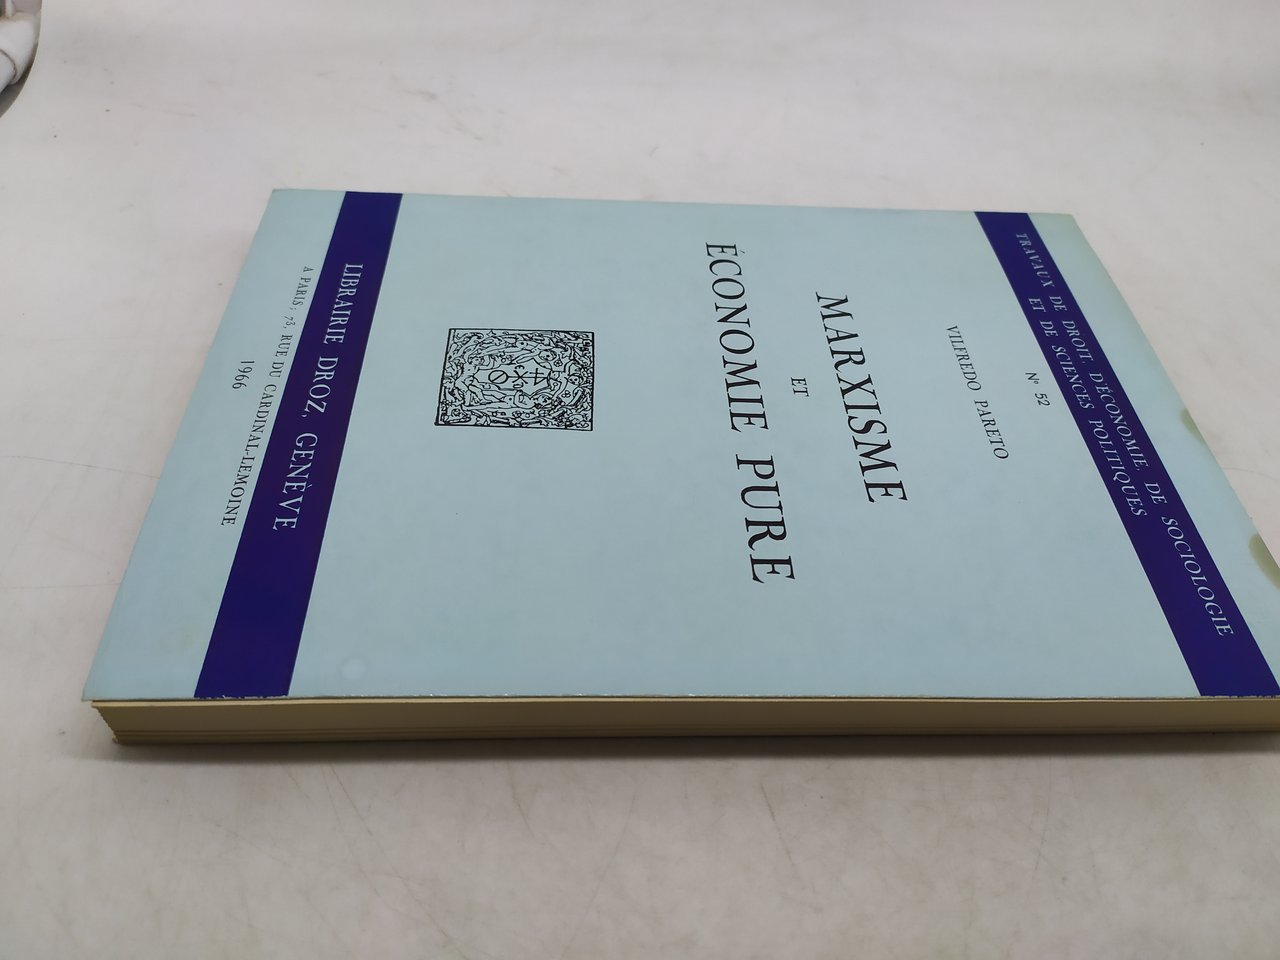 TRAVAUX DE DROIT, D'ÉCONOMIE, DE SOCIOLOGIE
ET DE SCIENCES POLITIQUES
N° 52
VILFREDO PARETO
MARXISME
ET
ÉCONOMIE PURE
LIBRAIRIE DROZ GENÈVE
A PARIS; 73, RUE DU CARDINAL-LEMOINE
1966